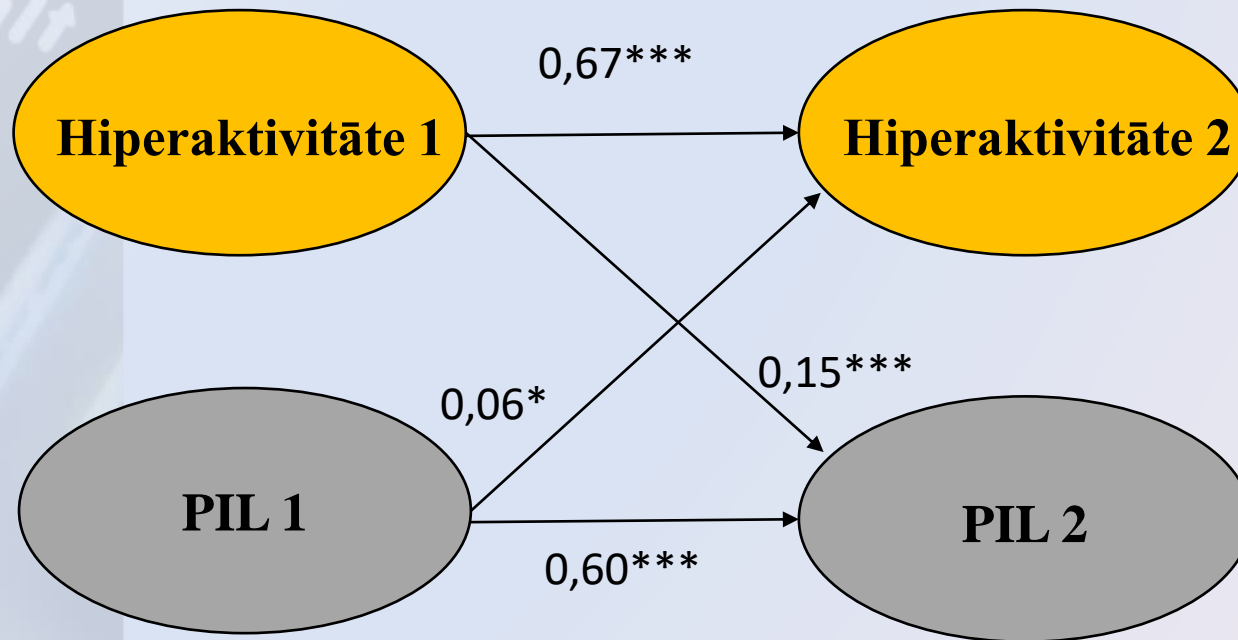 0,67***
Hiperaktivitāte 1
Hiperaktivitāte 2
0,15***
0,06*
PIL 1
PIL 2
0,60***